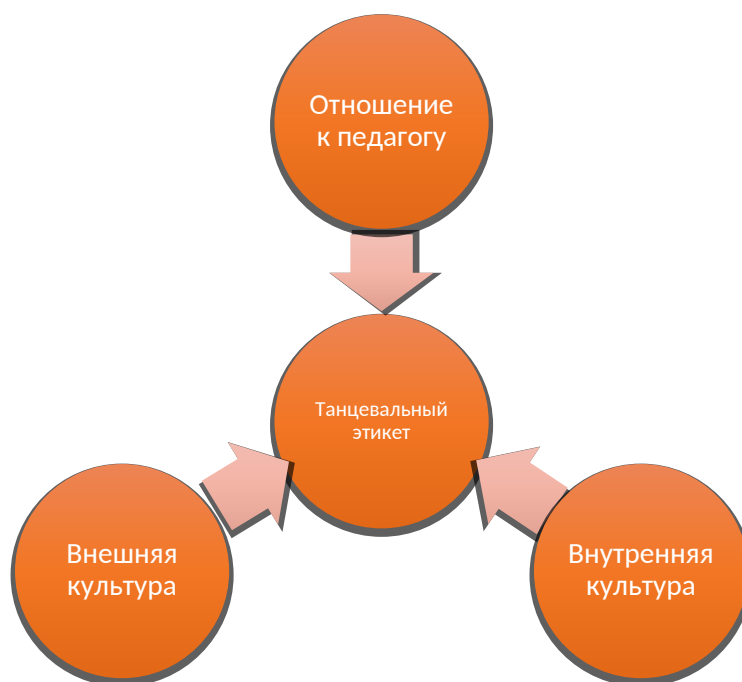 Отношение
к педагогу
Танцевальный
этикет
Внешняя
культура
Внутренняя
культура